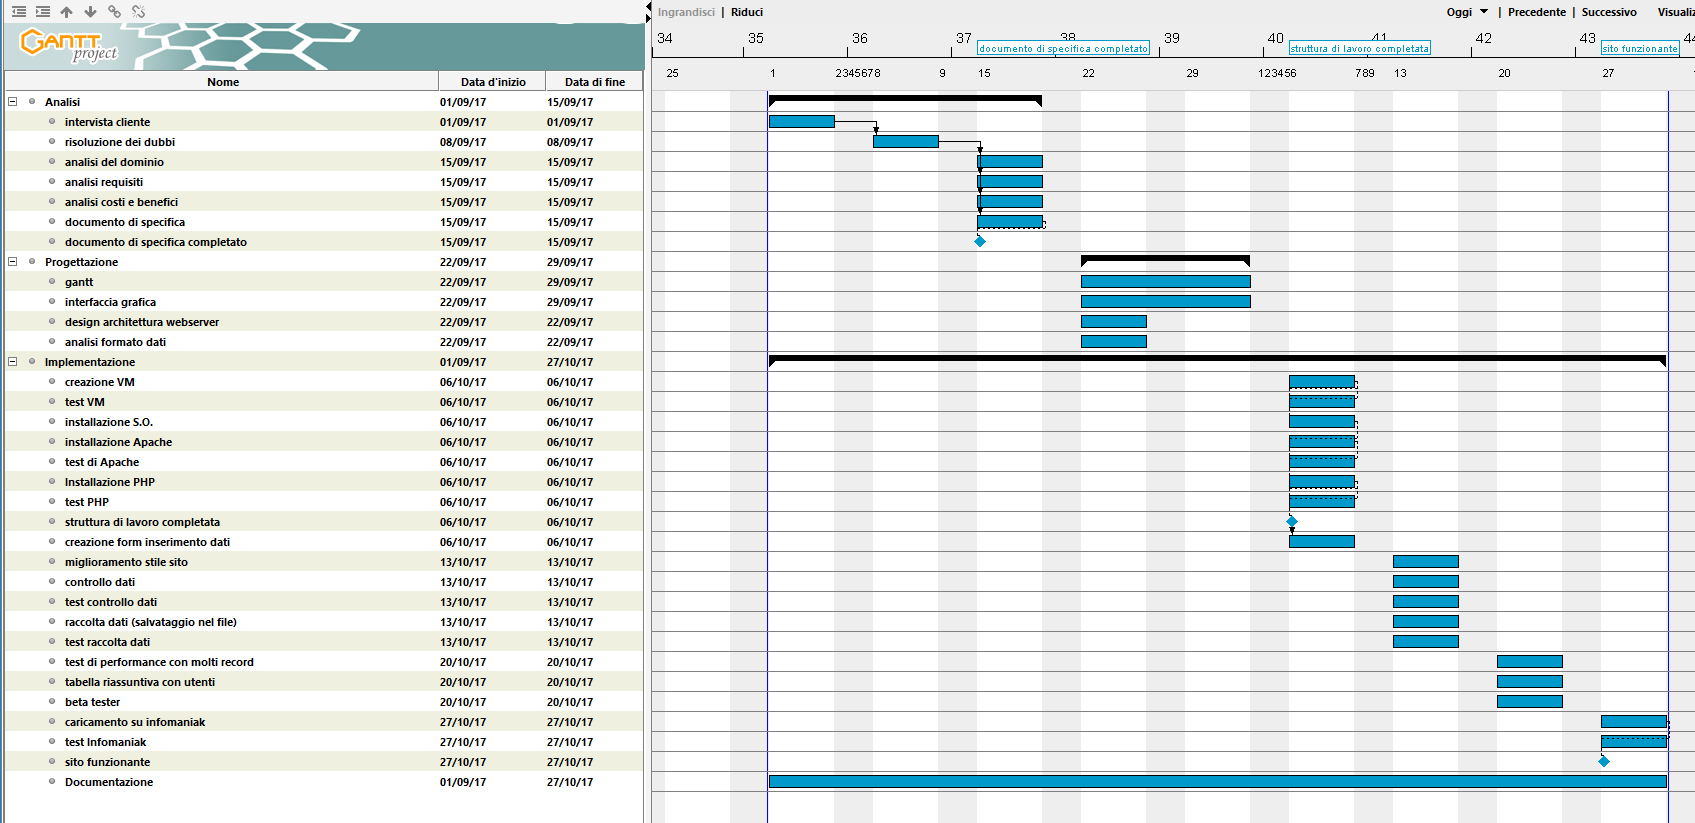 Ingrandisci | Riduci Oggi | Precedente | Successivo
GANTT project
34 35 36 37 38 39 40 41 42 43
documento di specifica completato struttura di lavoro completata sito funzionante
25 1 2345678 9 15 22 29 123456 789 13 20 27
Nome Data d'inizio Data di fine
Analisi 01/09/17 15/09/17
intervista cliente 01/09/17 01/09/17
risoluzione dei dubbi 08/09/17 08/09/17
analisi del dominio 15/09/17 15/09/17
analisi requisiti 15/09/17 15/09/17
analisi costi e benefici 15/09/17 15/09/17
documento di specifica 15/09/17 15/09/17
documento di specifica completato 15/09/17 15/09/17
Progettazione 22/09/17 29/09/17
gantt 22/09/17 29/09/17
interfaccia grafica 22/09/17 29/09/17
design architettura webserver 22/09/17 22/09/17
analisi formato dati 22/09/17 22/09/17
Implementazione 01/09/17 27/10/17
creazione VM 06/10/17 06/10/17
test VM 06/10/17 06/10/17
installazione S.O. 06/10/17 06/10/17
installazione Apache 06/10/17 06/10/17
test di Apache 06/10/17 06/10/17
Installazione PHP 06/10/17 06/10/17
test PHP 06/10/17 06/10/17
struttura di lavoro completata 06/10/17 06/10/17
creazione form inserimento dati 06/10/17 06/10/17
miglioramento stile sito 13/10/17 13/10/17
controllo dati 13/10/17 13/10/17
test controllo dati 13/10/17 13/10/17
raccolta dati (salvataggio nel file) 13/10/17 13/10/17
test raccolta dati 13/10/17 13/10/17
test di performance con molti record 20/10/17 20/10/17
tabella riassuntiva con utenti 20/10/17 20/10/17
beta tester 20/10/17 20/10/17
caricamento su infomaniak 27/10/17 27/10/17
test Infomaniak 27/10/17 27/10/17
sito funzionante 27/10/17 27/10/17
Documentazione 01/09/17 27/10/17